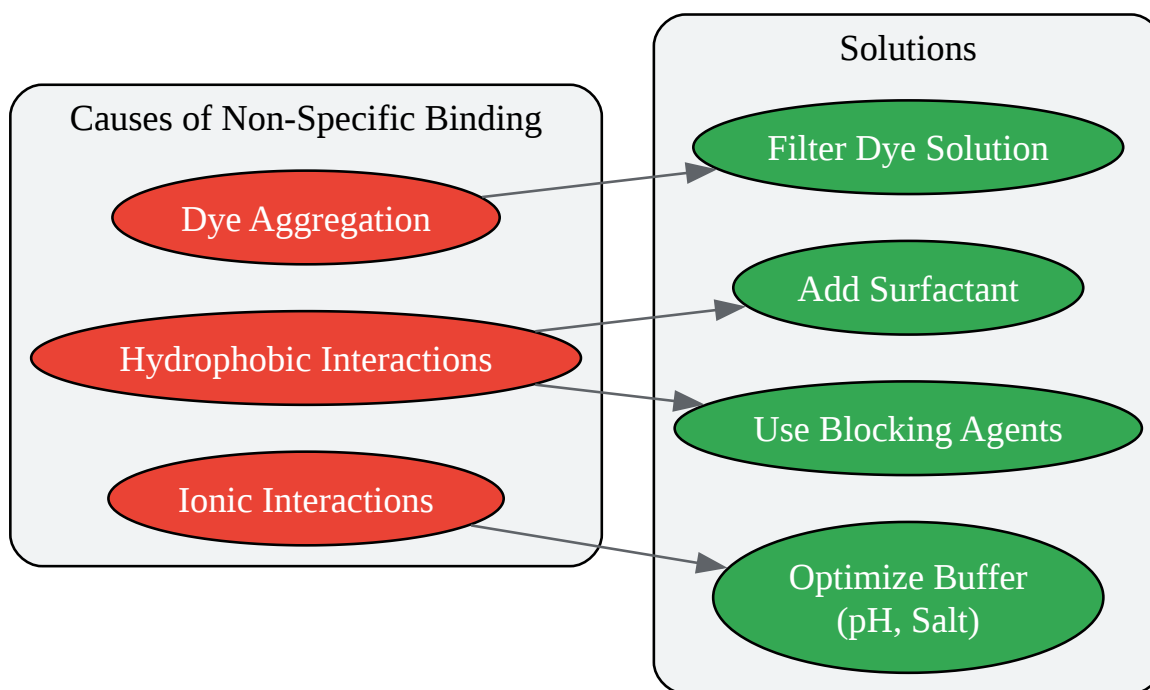 Causes of Non-Specific Binding
Dye Aggregation
Hydrophobic Interactions
Ionic Interactions
Solutions
Filter Dye Solution
Add Surfactant
Use Blocking Agents
Optimize Buffer
(pH, Salt)